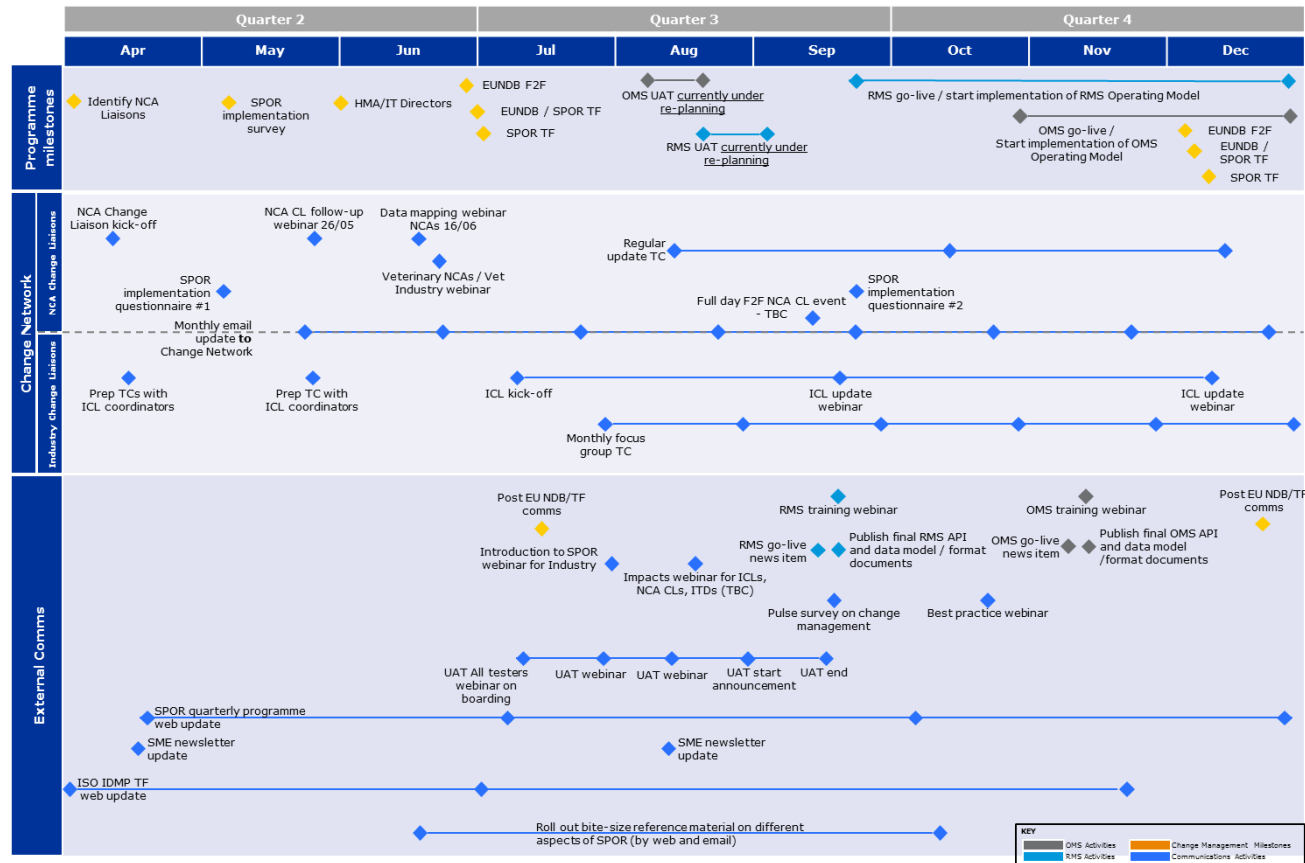 Quarter 2
Quarter 3
Quarter 4
Apr
May
Jun
Jul
Aug
Sep
Oct
Nov
Dec
Programme
milestones
Identify NCA
Liaisons
SPOR
implementation
survey
HMA/IT Directors
EUNDB F2F
EUNDB / SPOR TF
SPOR TF
OMS UAT currently under
re-planning
RMS UAT currently under
re-planning
RMS go-live / start implementation of RMS Operating Model
OMS go-live /
Start implementation of OMS
Operating Model
EUNDB F2F
EUNDB /
SPOR TF
SPOR TF
Change Network
NCA Change Liaisons
Industry Change Liaisons
NCA Change
Liaison kick-off
NCA CL follow-up
webinar 26/05
Data mapping webinar
NCAs 16/06
Veterinary NCAs / Vet
Industry webinar
Regular
update TC
SPOR
implementation
questionnaire #1
Full day F2F NCA CL event
- TBC
SPOR
implementation
questionnaire #2
Monthly email
update to
Change Network
Prep TCs with
ICL coordinators
Prep TC with
ICL coordinators
ICL kick-off
ICL update
webinar
ICL update
webinar
Monthly focus
group TC
External Comms
Post EU NDB/TF
comms
RMS training webinar
OMS training webinar
Post EU NDB/TF
comms
Introduction to SPOR
webinar for Industry
Impacts webinar for ICLs,
NCA CLs, ITDs (TBC)
RMS go-live
news item
Publish final RMS API
and data model / format
documents
OMS go-live
news item
Publish final OMS API
and data model
/format documents
Pulse survey on change
management
Best practice webinar
UAT All testers
webinar on
boarding
UAT webinar
UAT webinar
UAT start
announcement
UAT end
SPOR quarterly programme
web update
SME newsletter
update
SME newsletter
update
ISO IDMP TF
web update
Roll out bite-size reference material on different
aspects of SPOR (by web and email)
KEY
OMS Activities
Change Management Milestones
RMS Activities
Communications Activities